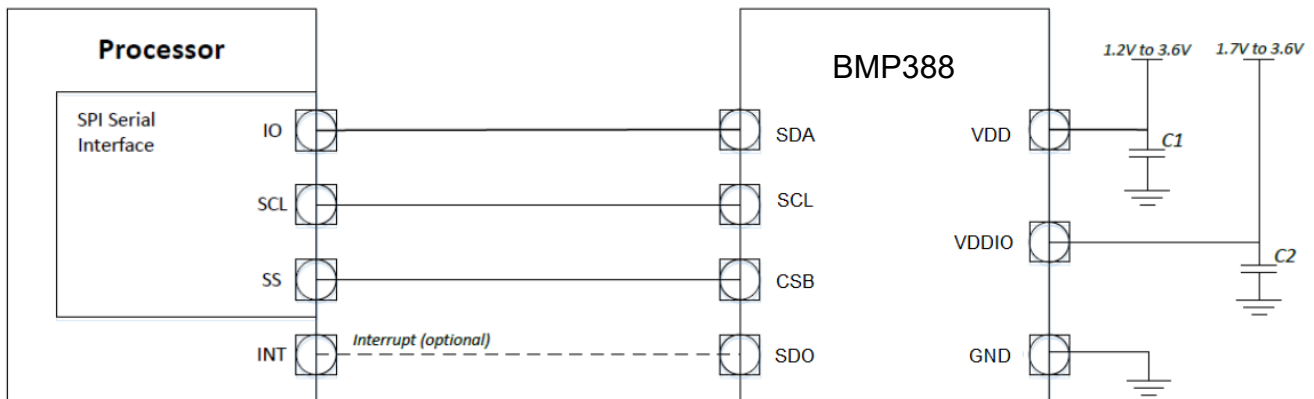 Processor
SPI Serial
Interface
IO
SCL
SS
INT
Interrupt (optional)
BMP388
SDA
SCL
CSB
SDO
VDD
VDDIO
GND
1.2V to 3.6V
1.7V to 3.6V
C1
C2